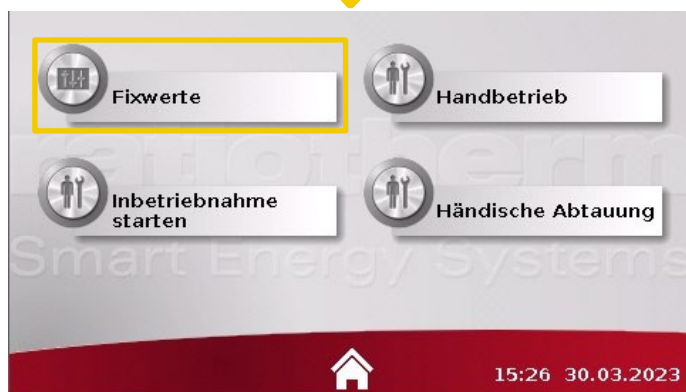 Fixwerte
Handbetrieb
Inbetriebnahme
starten
Händische Abtauung
ratiotherm
Smart Energy Systems
15:26 30.03.2023